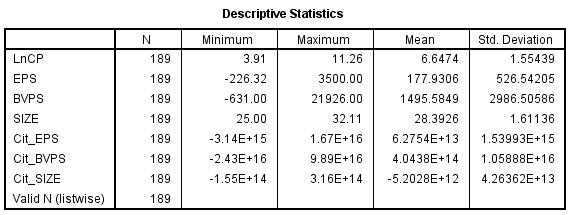 Descriptive Statistics
N Minimum Maximum Mean Std. Deviation
LnCP 189 3.91 11.26 6.6474 1.55439
EPS 189 -226.32 3500.00 177.9306 526.54205
BVPS 189 -631.00 21926.00 1495.5849 2986.50586
SIZE 189 25.00 32.11 28.3926 1.61136
Cit_EPS 189 -3.14E+15 1.67E+16 6.2754E+13 1.53993E+15
Cit_BVPS 189 -2.43E+16 9.89E+16 4.0438E+14 1.05888E+16
Cit_SIZE 189 -1.55E+14 3.16E+14 -5.2028E+12 4.26362E+13
Valid N (listwise) 189